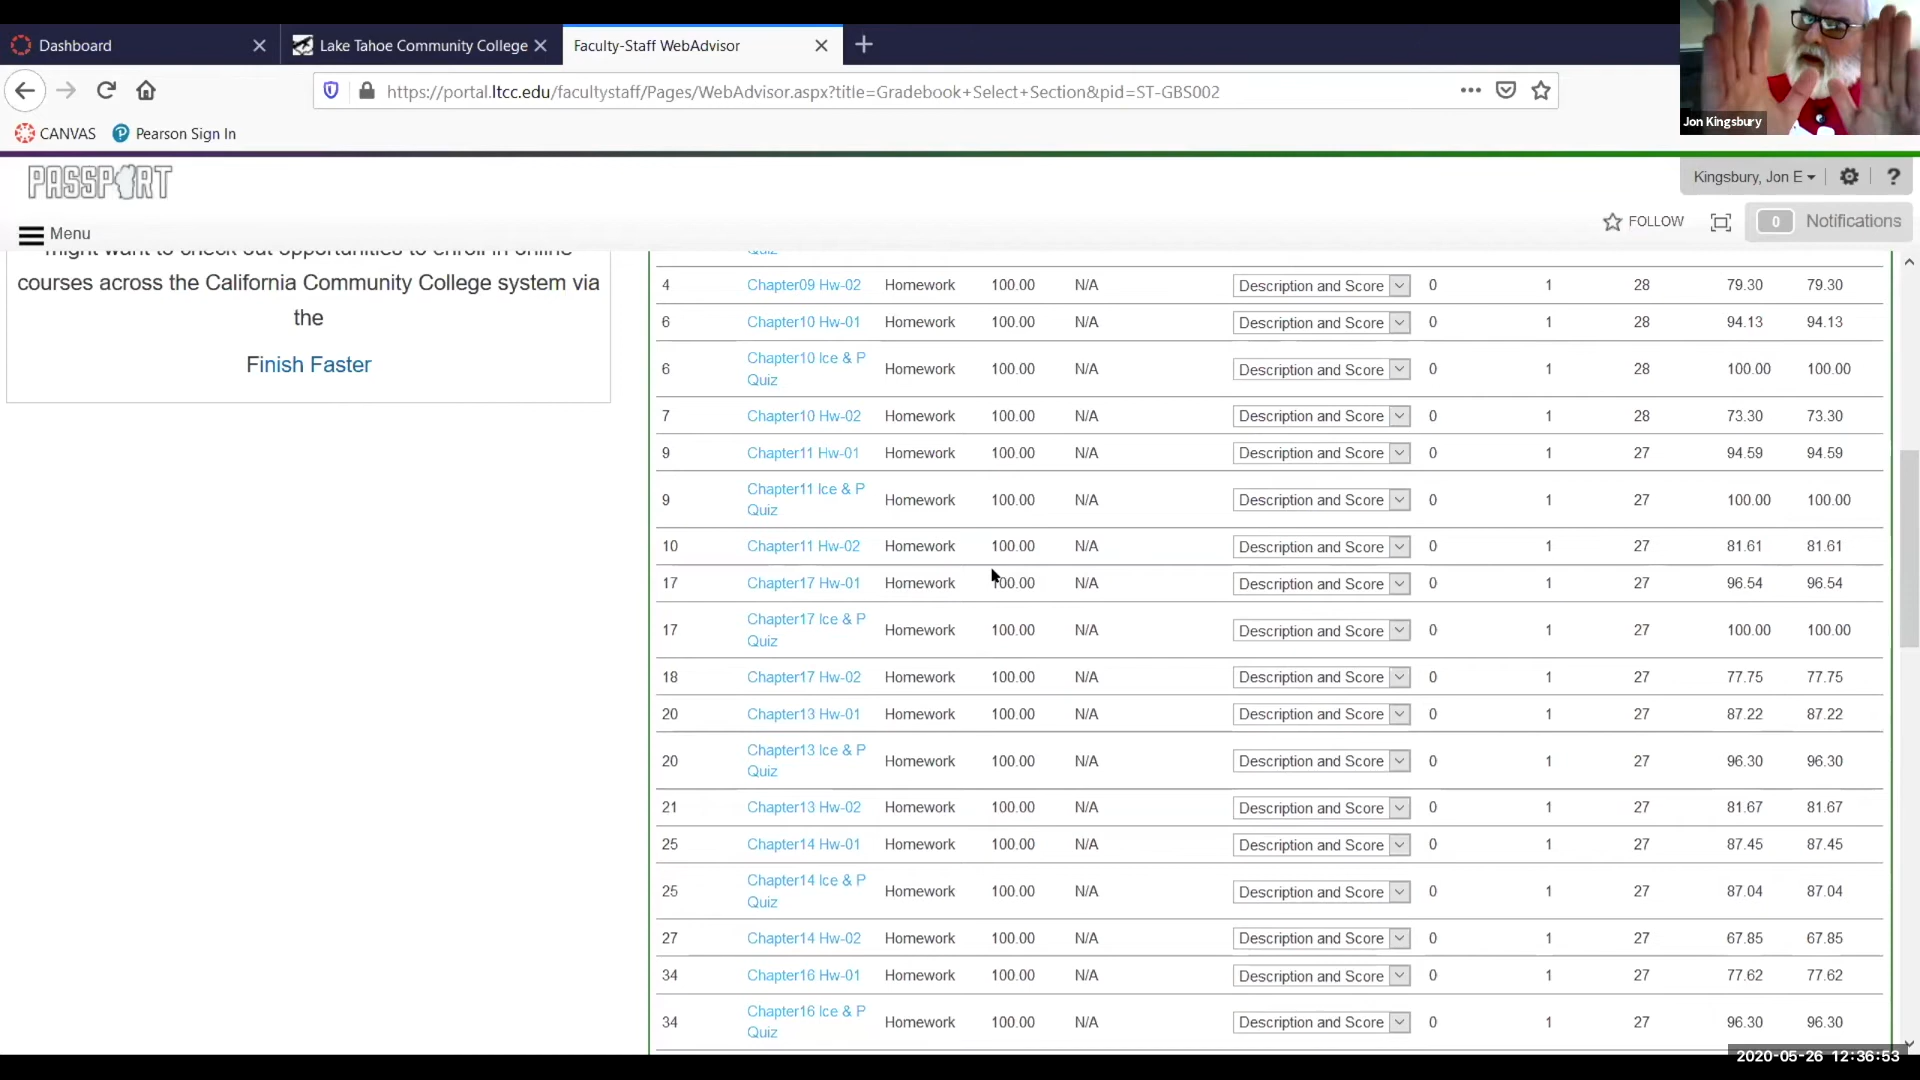 Dashboard
Lake Tahoe Community College
Faculty-Staff WebAdvisor
https://portal.ltcc.edu/facultystaff/Pages/WebAdvisor.aspx?title=Gradebook+Select+Section&pid=ST-GBS002
CANVAS Pearson Sign In
Jon Kingsbury
PASSPORT
Kingsbury, Jon E
?
Menu
FOLLOW
0 Notifications
might want to check out opportunities to enroll in online
courses across the California Community College system via
the
Finish Faster
Quiz
4 Chapter09 Hw-02 Homework 100.00 N/A Description and Score 0 1 28 79.30 79.30
6 Chapter10 Hw-01 Homework 100.00 N/A Description and Score 0 1 28 94.13 94.13
6 Chapter10 Ice & P Homework 100.00 N/A Description and Score 0 1 28 100.00 100.00
Quiz
7 Chapter10 Hw-02 Homework 100.00 N/A Description and Score 0 1 28 73.30 73.30
9 Chapter11 Hw-01 Homework 100.00 N/A Description and Score 0 1 27 94.59 94.59
9 Chapter11 Ice & P Homework 100.00 N/A Description and Score 0 1 27 100.00 100.00
Quiz
10 Chapter11 Hw-02 Homework 100.00 N/A Description and Score 0 1 27 81.61 81.61
17 Chapter17 Hw-01 Homework 100.00 N/A Description and Score 0 1 27 96.54 96.54
17 Chapter17 Ice & P Homework 100.00 N/A Description and Score 0 1 27 100.00 100.00
Quiz
18 Chapter17 Hw-02 Homework 100.00 N/A Description and Score 0 1 27 77.75 77.75
20 Chapter13 Hw-01 Homework 100.00 N/A Description and Score 0 1 27 87.22 87.22
20 Chapter13 Ice & P Homework 100.00 N/A Description and Score 0 1 27 96.30 96.30
Quiz
21 Chapter13 Hw-02 Homework 100.00 N/A Description and Score 0 1 27 81.67 81.67
25 Chapter14 Hw-01 Homework 100.00 N/A Description and Score 0 1 27 87.45 87.45
25 Chapter14 Ice & P Homework 100.00 N/A Description and Score 0 1 27 87.04 87.04
Quiz
27 Chapter14 Hw-02 Homework 100.00 N/A Description and Score 0 1 27 67.85 67.85
34 Chapter16 Hw-01 Homework 100.00 N/A Description and Score 0 1 27 77.62 77.62
34 Chapter16 Ice & P Homework 100.00 N/A Description and Score 0 1 27 96.30 96.30
Quiz
2020-05-26 12:36:53